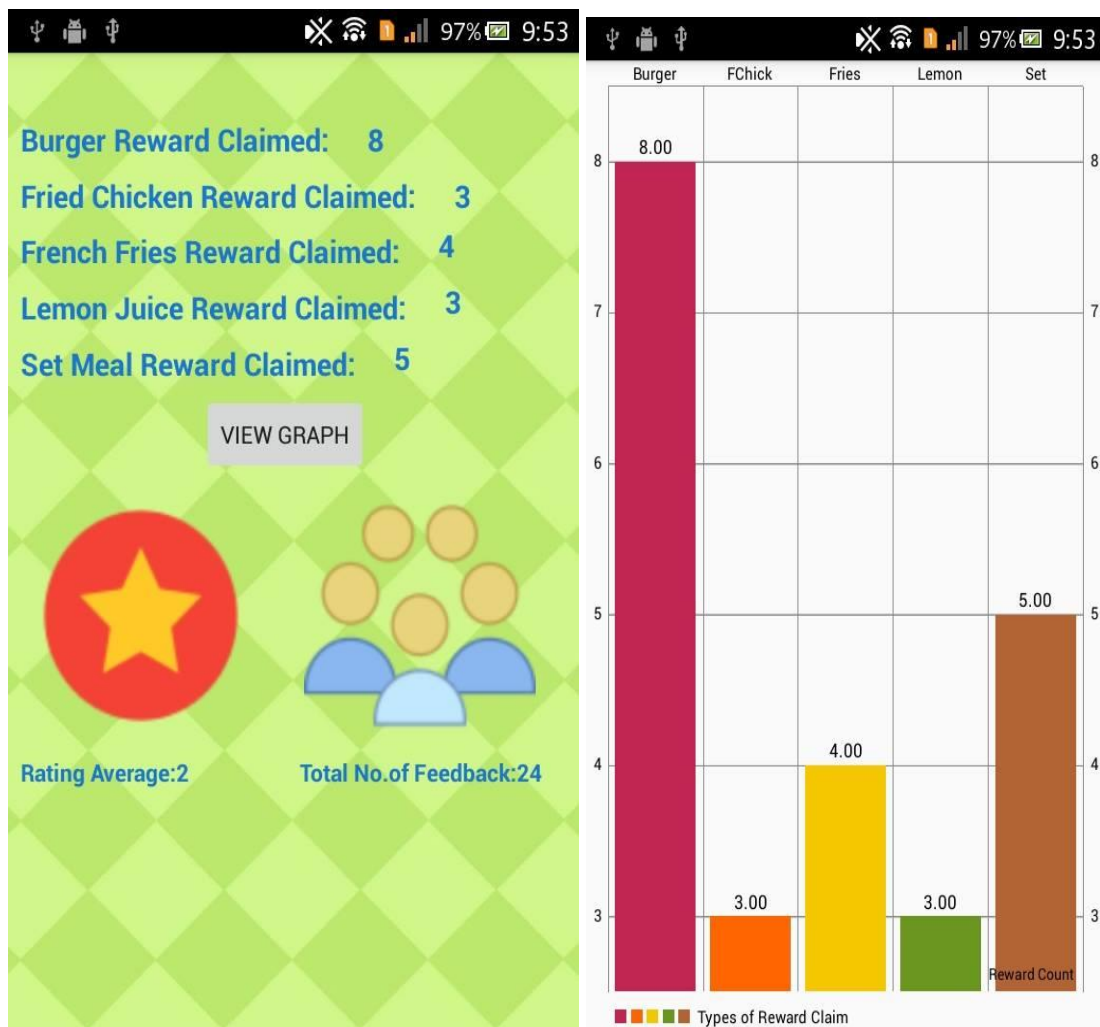 97% 9:53
Burger Reward Claimed: 8
Fried Chicken Reward Claimed: 3
French Fries Reward Claimed: 4
Lemon Juice Reward Claimed: 3
Set Meal Reward Claimed: 5
VIEW GRAPH
Rating Average:2 Total No.of Feedback:24
1 97% 9:53
Burger FChick Fries Lemon Set
8.00
8 8
7 7
6 6
5.00
5 5
4.00
4 4
3.00 3.00
3 3
Reward Count
Types of Reward Claim